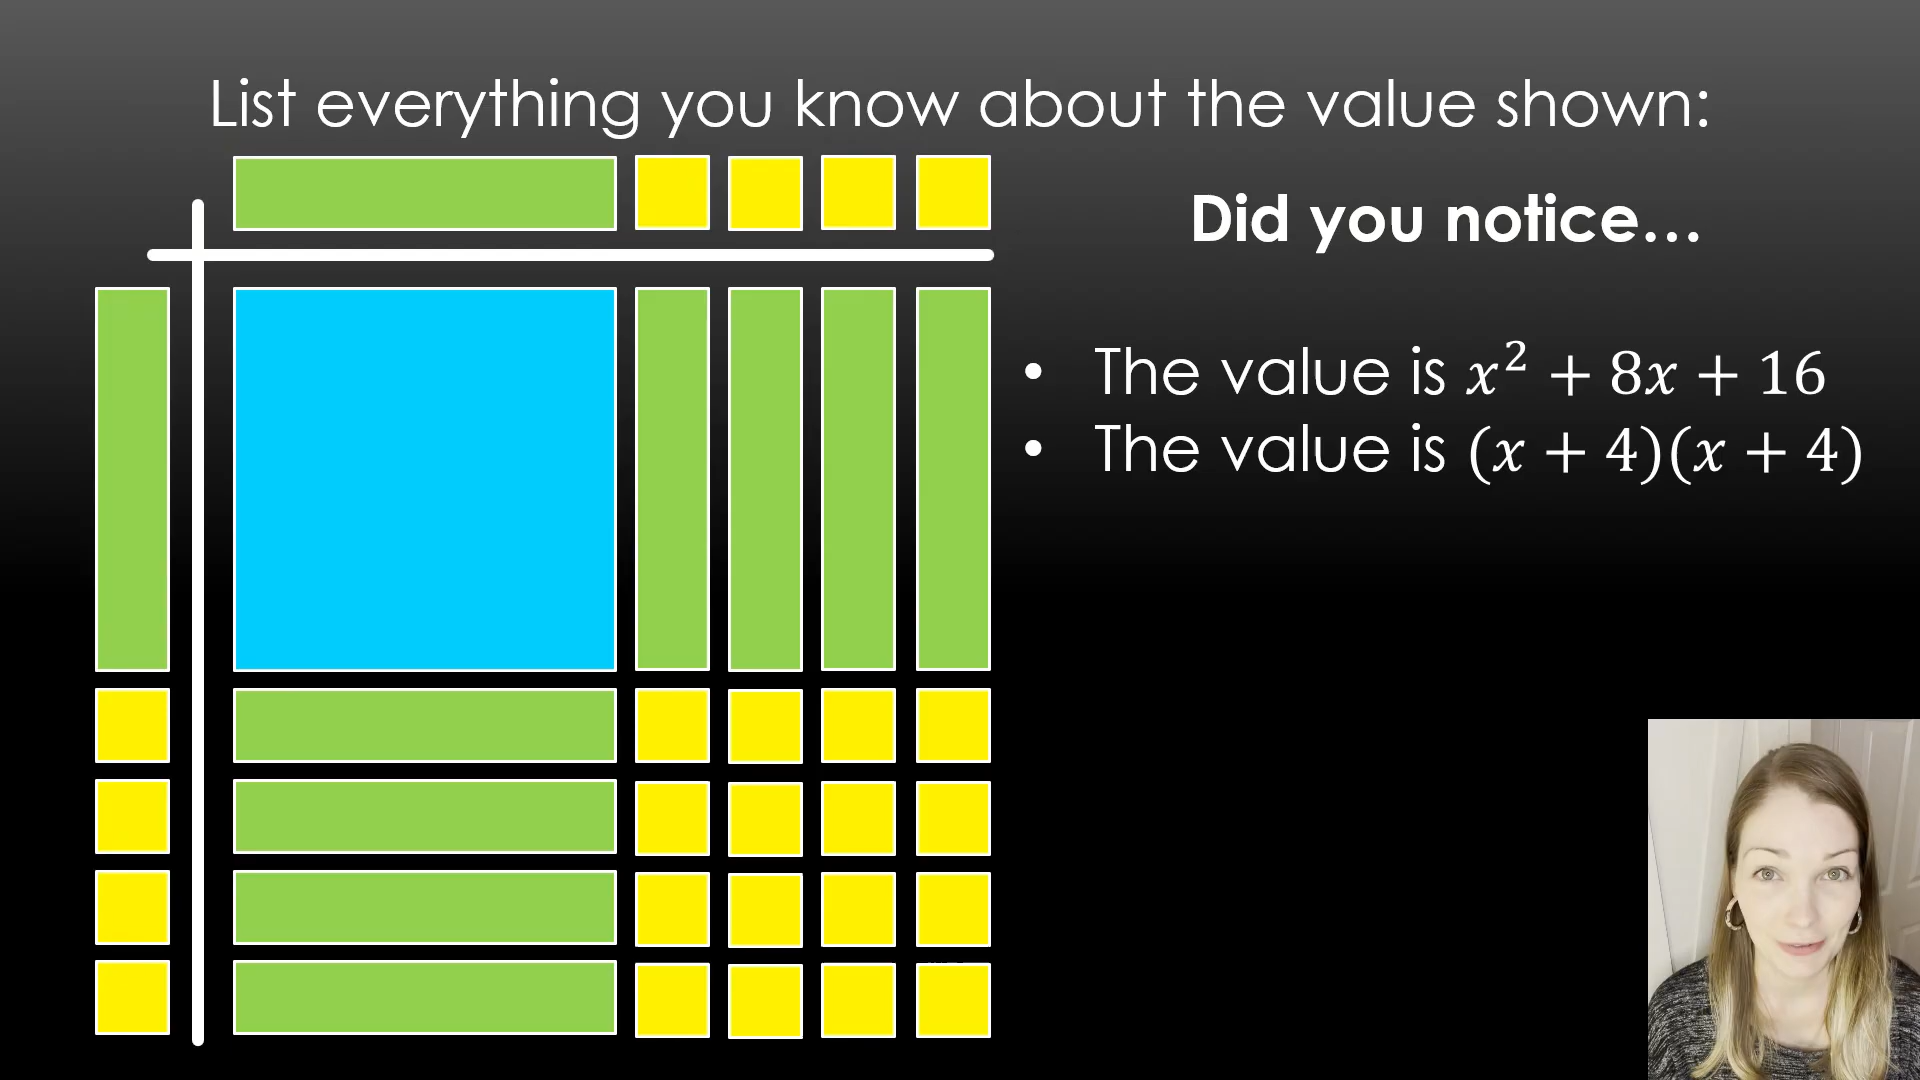 List everything you know about the value shown:
Did you notice...
• The value is x² + 8x + 16
• The value is (x + 4)(x + 4)